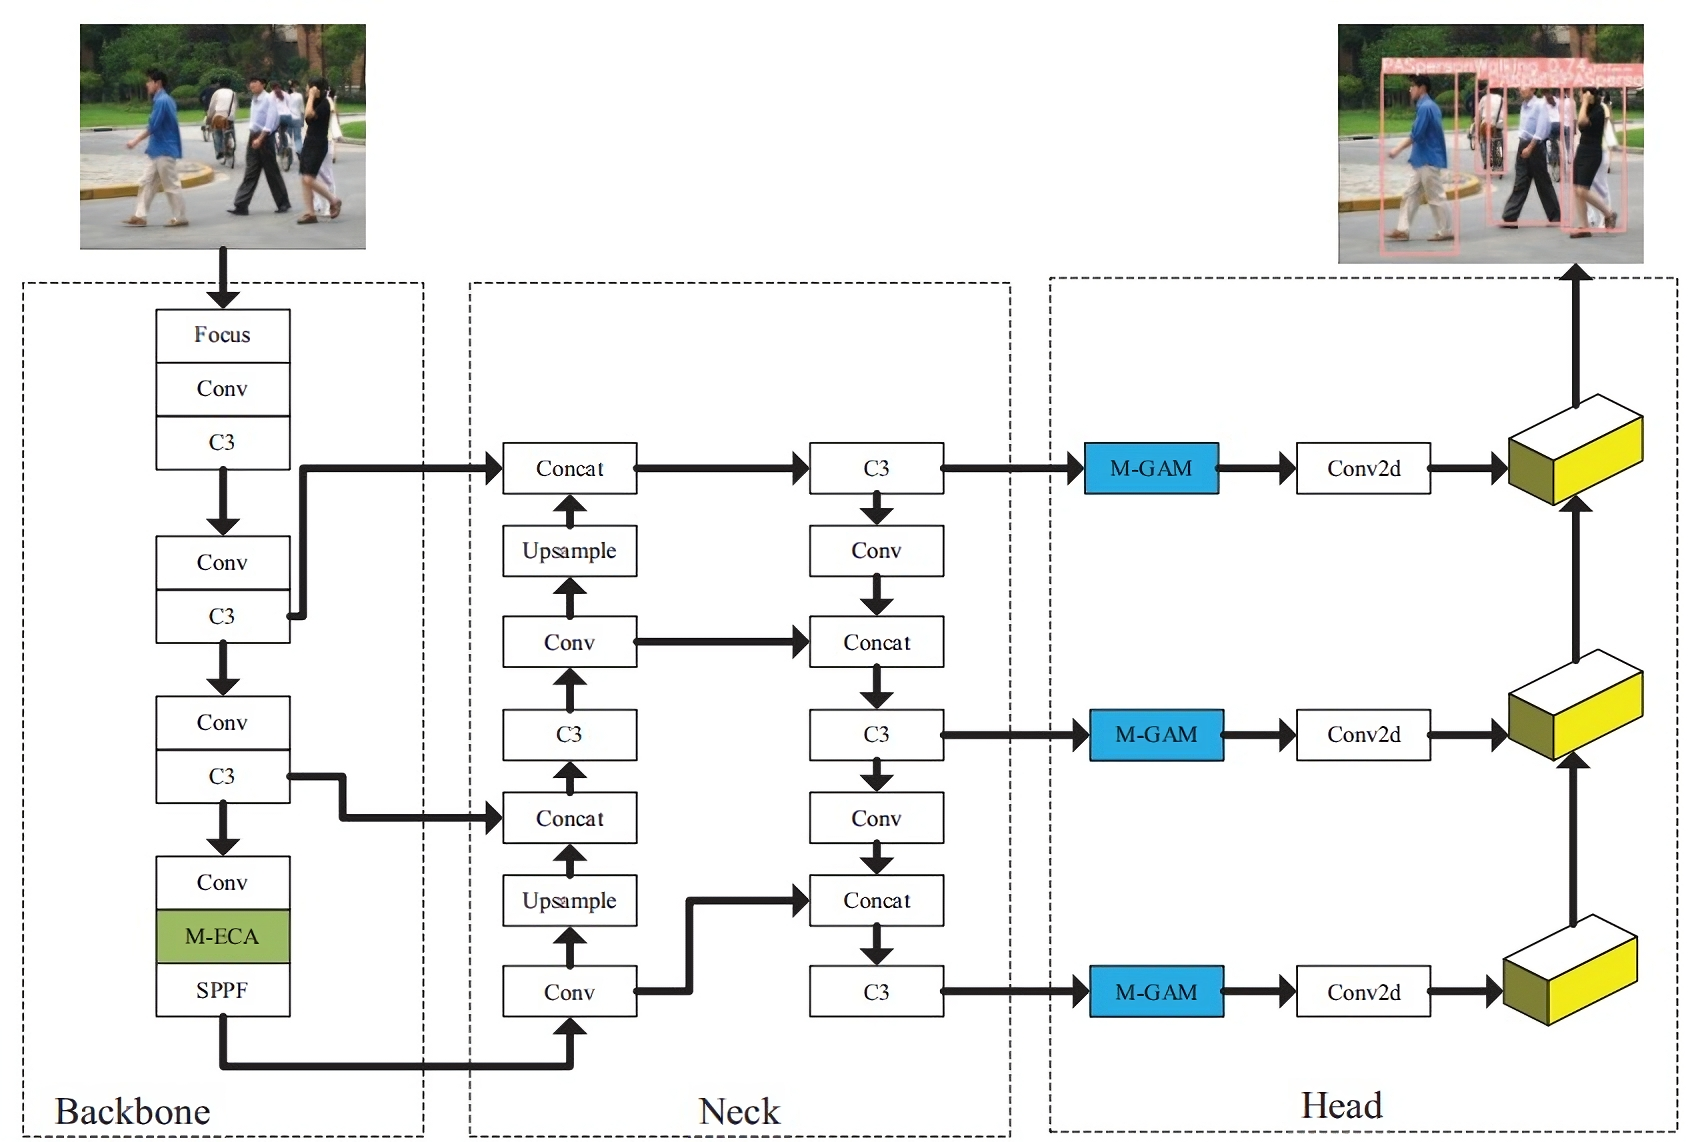 PASpersonWalking 0.74
PASperso
Focus
Conv
C3
Conv
C3
Conv
C3
Conv
M-ECA
SPPF
Backbone
Concat
Upsample
Conv
C3
Concat
Upsample
Conv
C3
Conv
Concat
C3
Conv
Concat
C3
Neck
M-GAM
Conv2d
M-GAM
Conv2d
M-GAM
Conv2d
Head